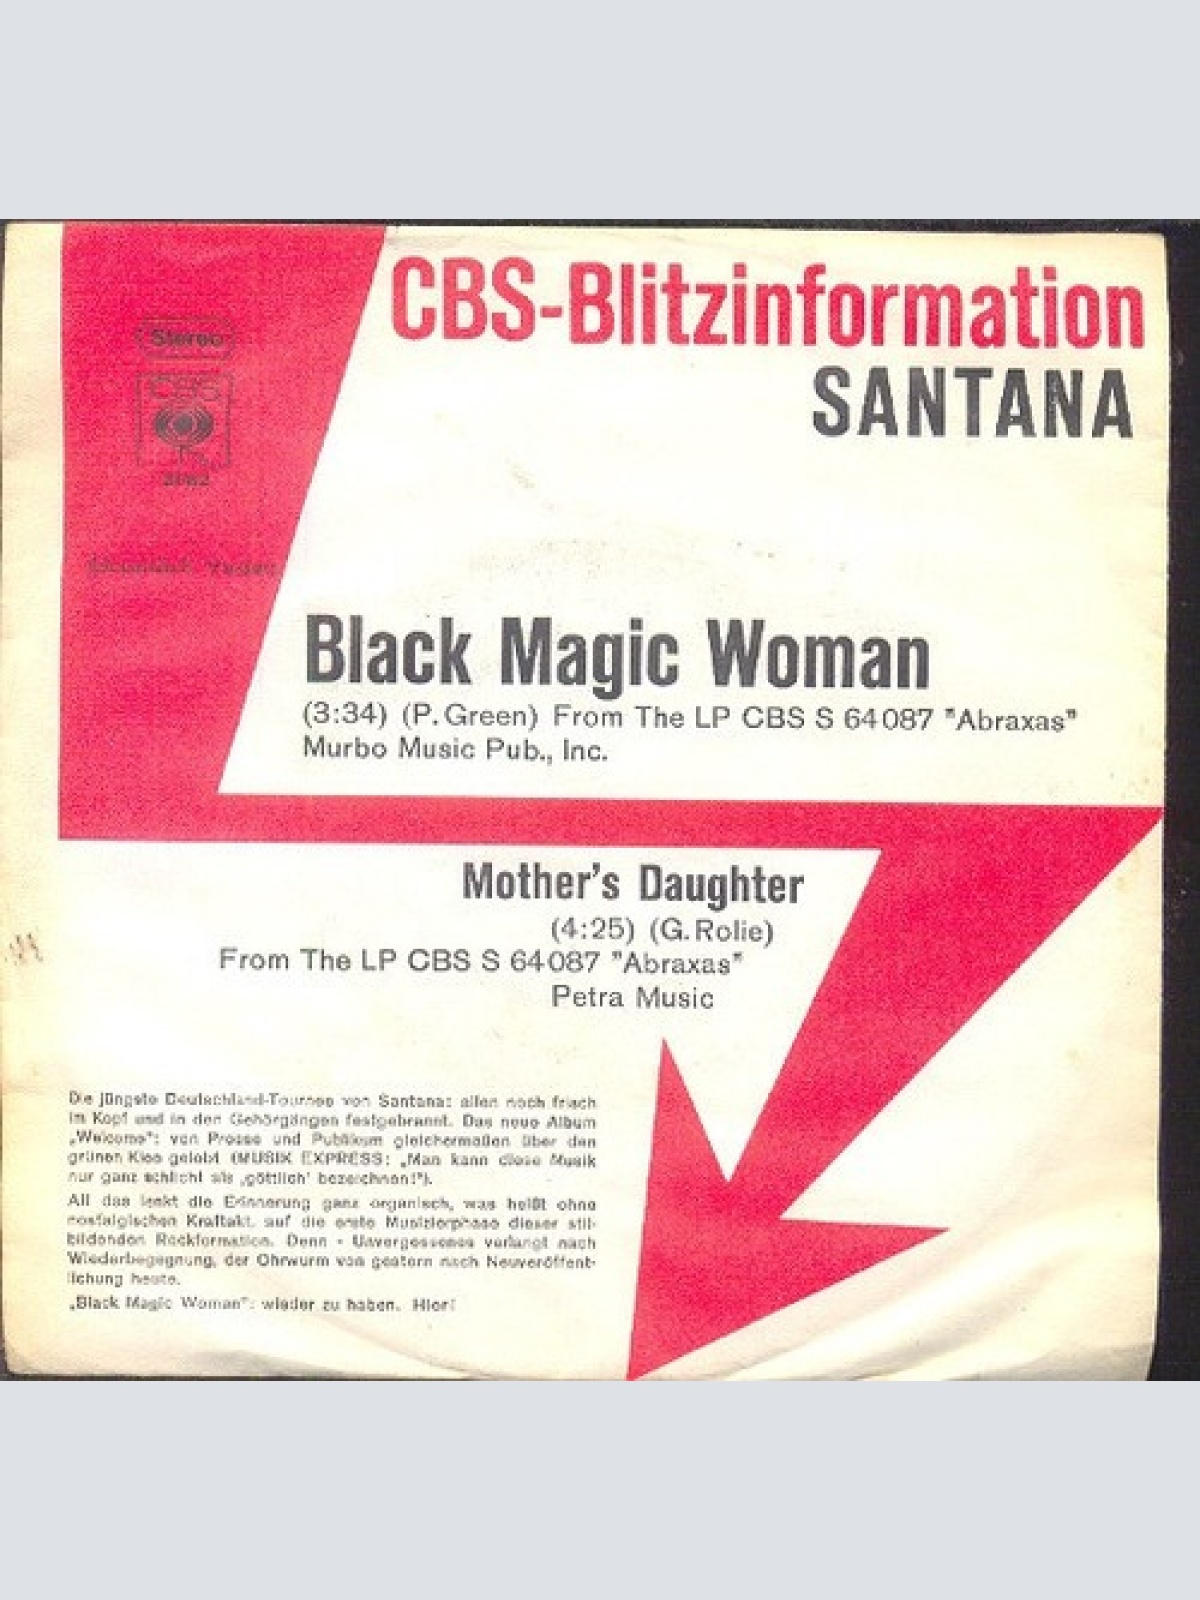 CBS-Blitzinformation
SANTANA
Stereo
CBS
Black Magic Woman
(3:34) (P. Green) From The LP CBS S 64087 "Abraxas"
Murbo Music Pub., Inc.
Mother's Daughter
(4:25) (G. Rolie)
From The LP CBS S 64087 "Abraxas"
Petra Music
Die jüngste Deutschland-Tournee von Santana: allen noch frisch
im Kopf und in den Gehörgängen festgebrannt. Das neue Album
„Welcome": von Presse und Publikum gleichermaßen über den
grünen Klee gelobt (MUSIK EXPRESS: „Man kann diese Musik
nur ganz schlicht als ‚göttlich' bezeichnen!").
All das lenkt die Erinnerung ganz organisch, was heißt ohne
nostalgischen Kraftakt, auf die erste Musizierphase dieser stil-
bildenden Rockformation. Denn - Unvergessenes verlangt nach
Wiederbegegnung, der Ohrwurm von gestern nach Neuveröffent-
lichung heute.
„Black Magic Woman": wieder zu haben. Hier!